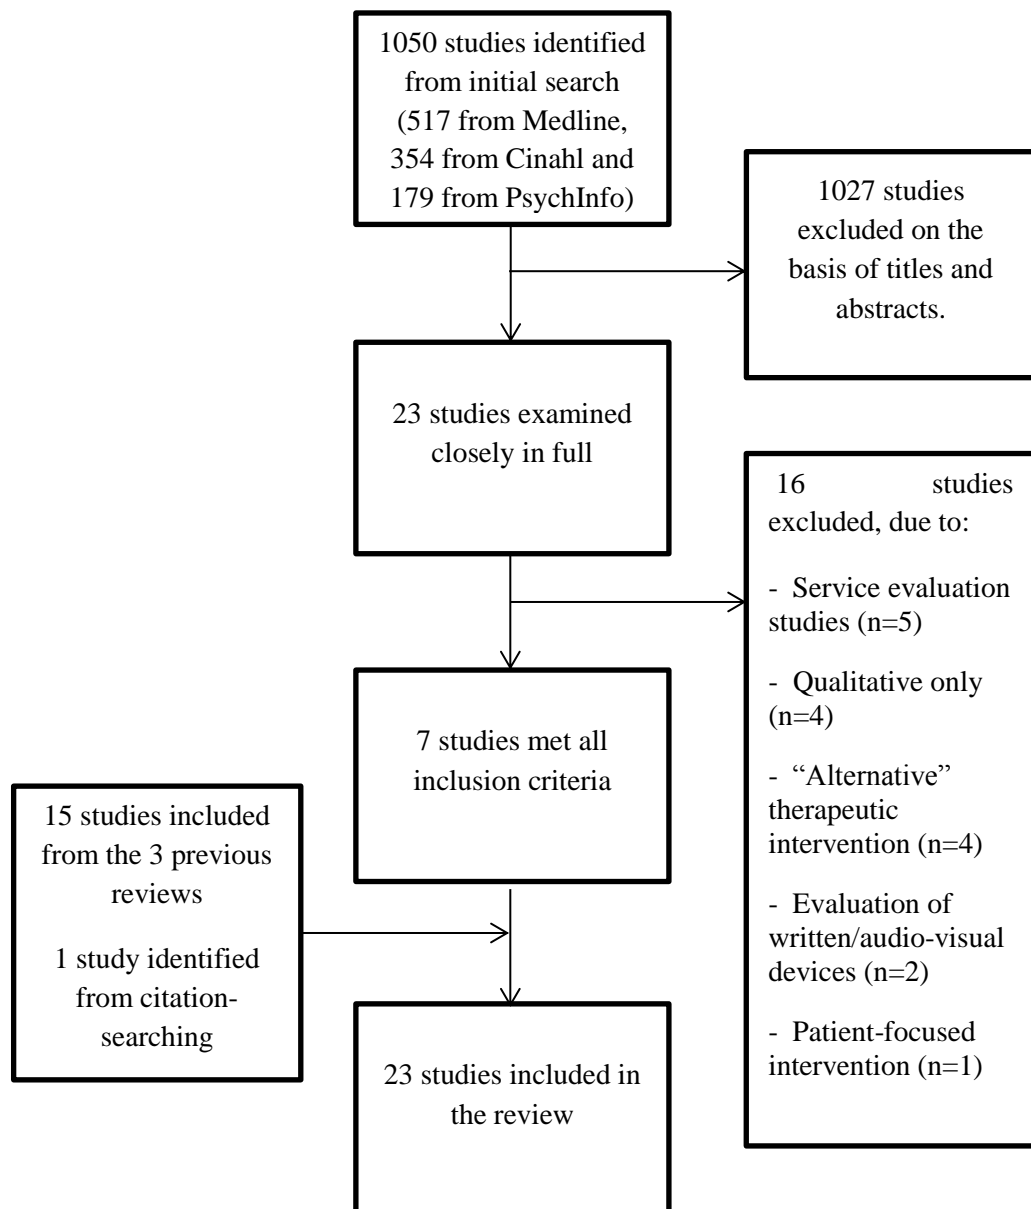 1050 studies identified
from initial search
(517 from Medline,
354 from Cinahl and
179 from PsychInfo)
1027 studies
excluded on the
basis of titles and
abstracts.
23 studies examined
closely in full
16 studies
excluded, due to:
- Service evaluation
studies (n=5)
- Qualitative only
(n=4)
- “Alternative”
therapeutic
intervention (n=4)
- Evaluation of
written/audio-visual
devices (n=2)
- Patient-focused
intervention (n=1)
7 studies met all
inclusion criteria
15 studies included
from the 3 previous
reviews
1 study identified
from citation-
searching
23 studies included in
the review